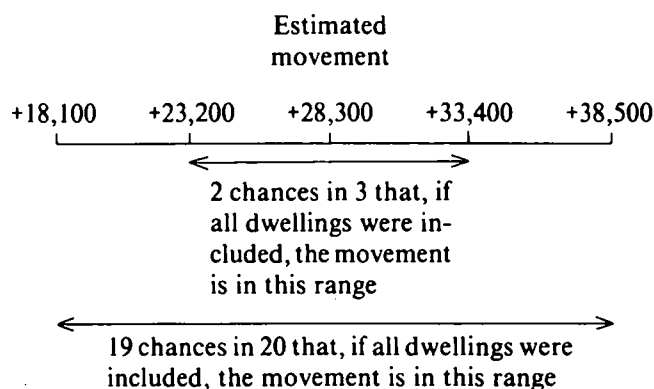 Estimated
movement
+18,100 +23,200 +28,300 +33,400 +38,500
2 chances in 3 that, if
all dwellings were in-
cluded, the movement
is in this range
19 chances in 20 that, if all dwellings were
included, the movement is in this range